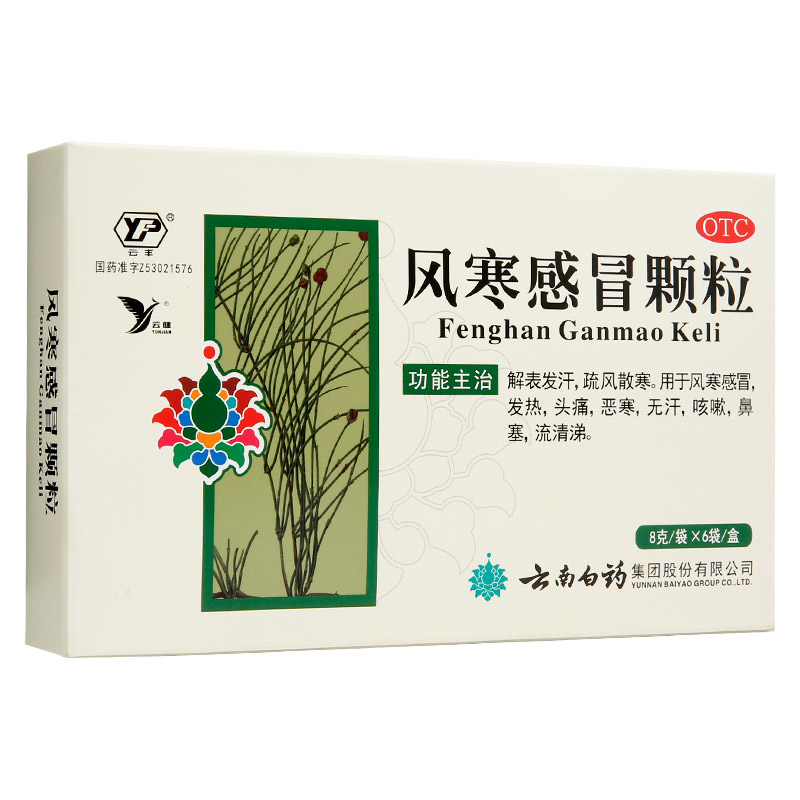 YP
®
云丰
国药准字Z53021576
®
云健
YUNJIAN
OTC
风寒感冒颗粒
Fenghan Ganmao Keli
功能主治
解表发汗,疏风散寒。用于风寒感冒,
发热,头痛,恶寒,无汗,咳嗽,鼻
塞,流清涕。
8克/袋×6袋/盒
云南白药集团股份有限公司
YUNNAN BAIYAO GROUP CO.,LTD.
风寒感冒颗粒
Fenghan Ganmao Keli